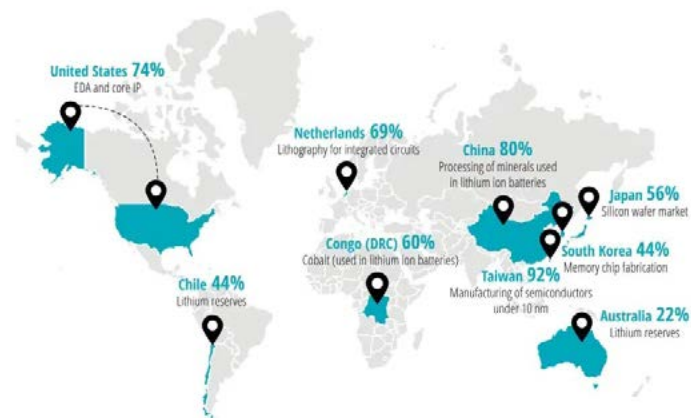 United States 74%
EDA and core IP
Netherlands 69%
Lithography for integrated circuits
China 80%
Processing of minerals used
in lithium ion batteries
Japan 56%
Silicon wafer market
Congo (DRC) 60%
Cobalt (used in lithium ion batteries)
South Korea 44%
Memory chip fabrication
Taiwan 92%
Manufacturing of semiconductors
under 10 nm
Chile 44%
Lithium reserves
Australia 22%
Lithium reserves